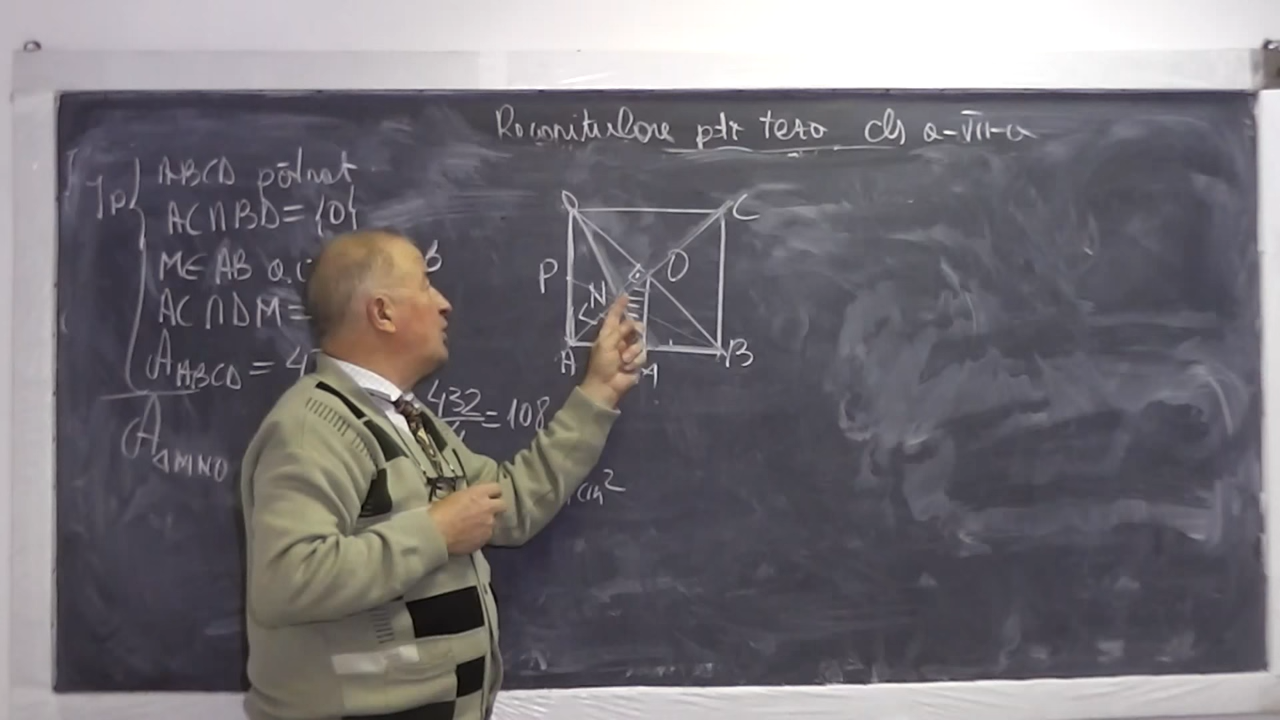 Recapitulare ptr teza cls a-VII-a
Ip ABCD pătrat
AC∩BD={O}
M∈AB a.î B
AC∩DM=
A ABCD = 4
A ΔMNO
432/4=108
cm²
D C
P N O
A M B